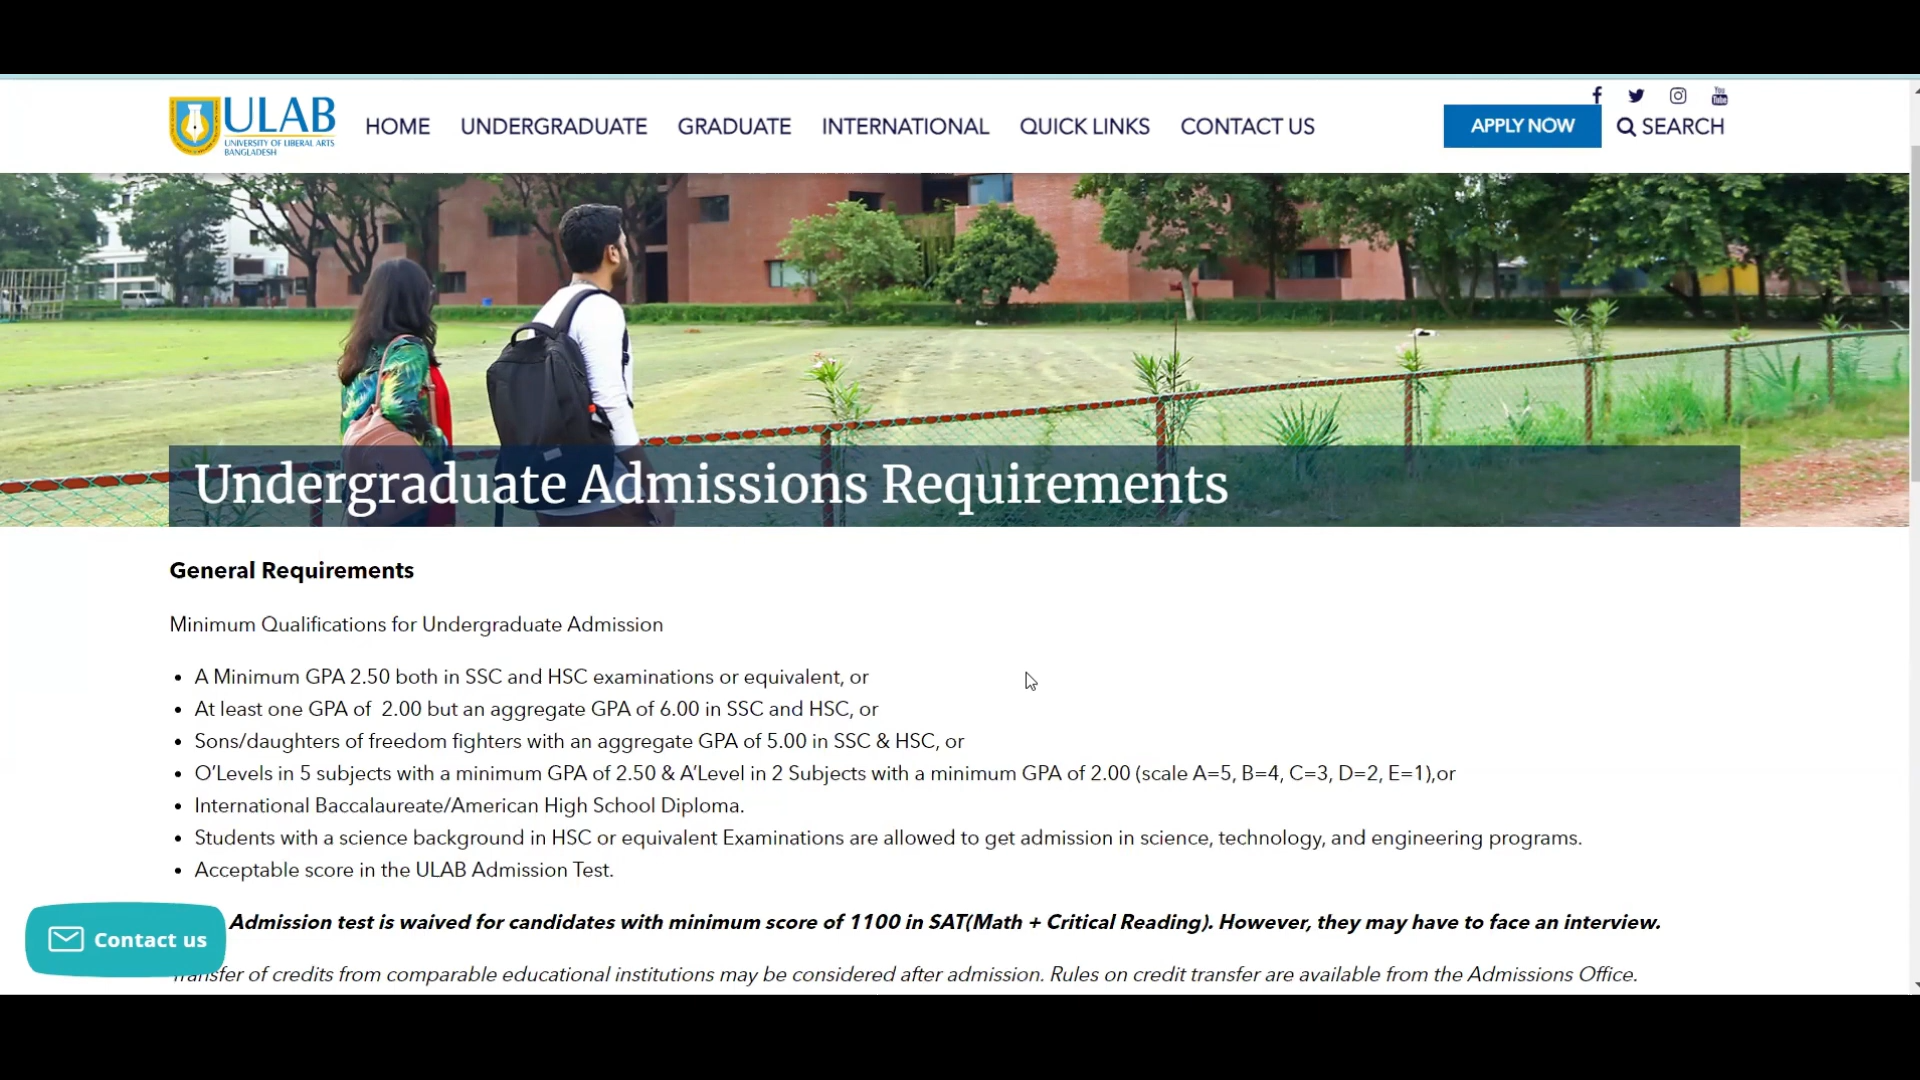 ULAB
UNIVERSITY OF LIBERAL ARTS
BANGLADESH
HOME
UNDERGRADUATE
GRADUATE
INTERNATIONAL
QUICK LINKS
CONTACT US
You
Tube
APPLY NOW
SEARCH
Undergraduate Admissions Requirements
General Requirements
Minimum Qualifications for Undergraduate Admission
• A Minimum GPA 2.50 both in SSC and HSC examinations or equivalent, or
• At least one GPA of 2.00 but an aggregate GPA of 6.00 in SSC and HSC, or
• Sons/daughters of freedom fighters with an aggregate GPA of 5.00 in SSC & HSC, or
• O'Levels in 5 subjects with a minimum GPA of 2.50 & A'Level in 2 Subjects with a minimum GPA of 2.00 (scale A=5, B=4, C=3, D=2, E=1),or
• International Baccalaureate/American High School Diploma.
• Students with a science background in HSC or equivalent Examinations are allowed to get admission in science, technology, and engineering programs.
• Acceptable score in the ULAB Admission Test.
Admission test is waived for candidates with minimum score of 1100 in SAT(Math + Critical Reading). However, they may have to face an interview.
Contact us
Transfer of credits from comparable educational institutions may be considered after admission. Rules on credit transfer are available from the Admissions Office.